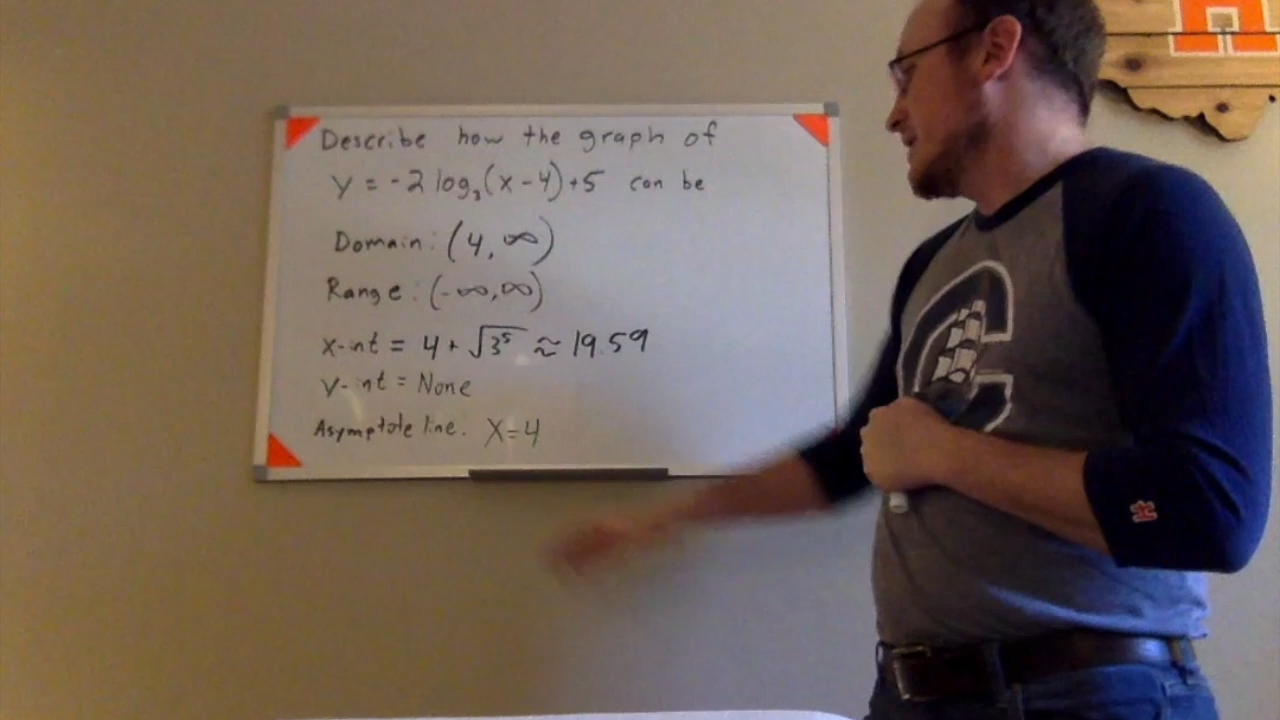 Describe how the graph of
y = -2 log₃(x-4)+5 can be
Domain: (4, ∞)
Range: (-∞,∞)
x-int = 4 + √3⁵ ≈ 19.59
y-int = None
Asymptote line. X=4
C